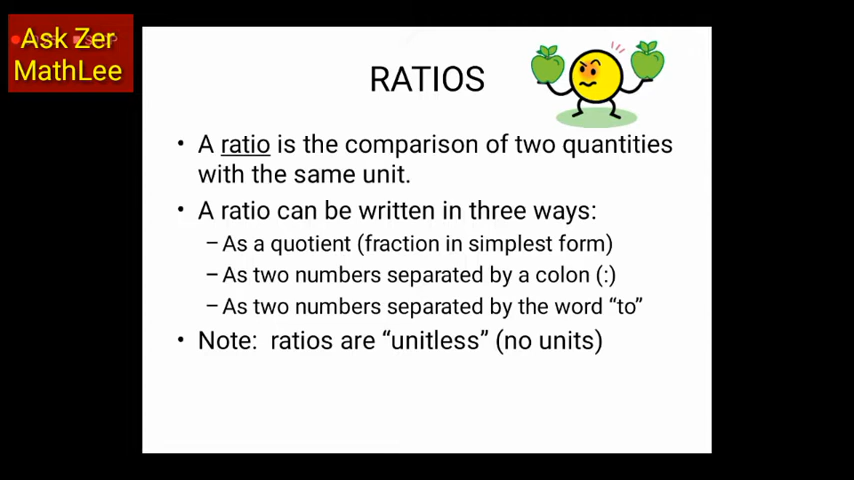 Ask Zer
MathLee
RATIOS
• A ratio is the comparison of two quantities
with the same unit.
• A ratio can be written in three ways:
– As a quotient (fraction in simplest form)
– As two numbers separated by a colon (:)
– As two numbers separated by the word “to”
• Note: ratios are “unitless” (no units)